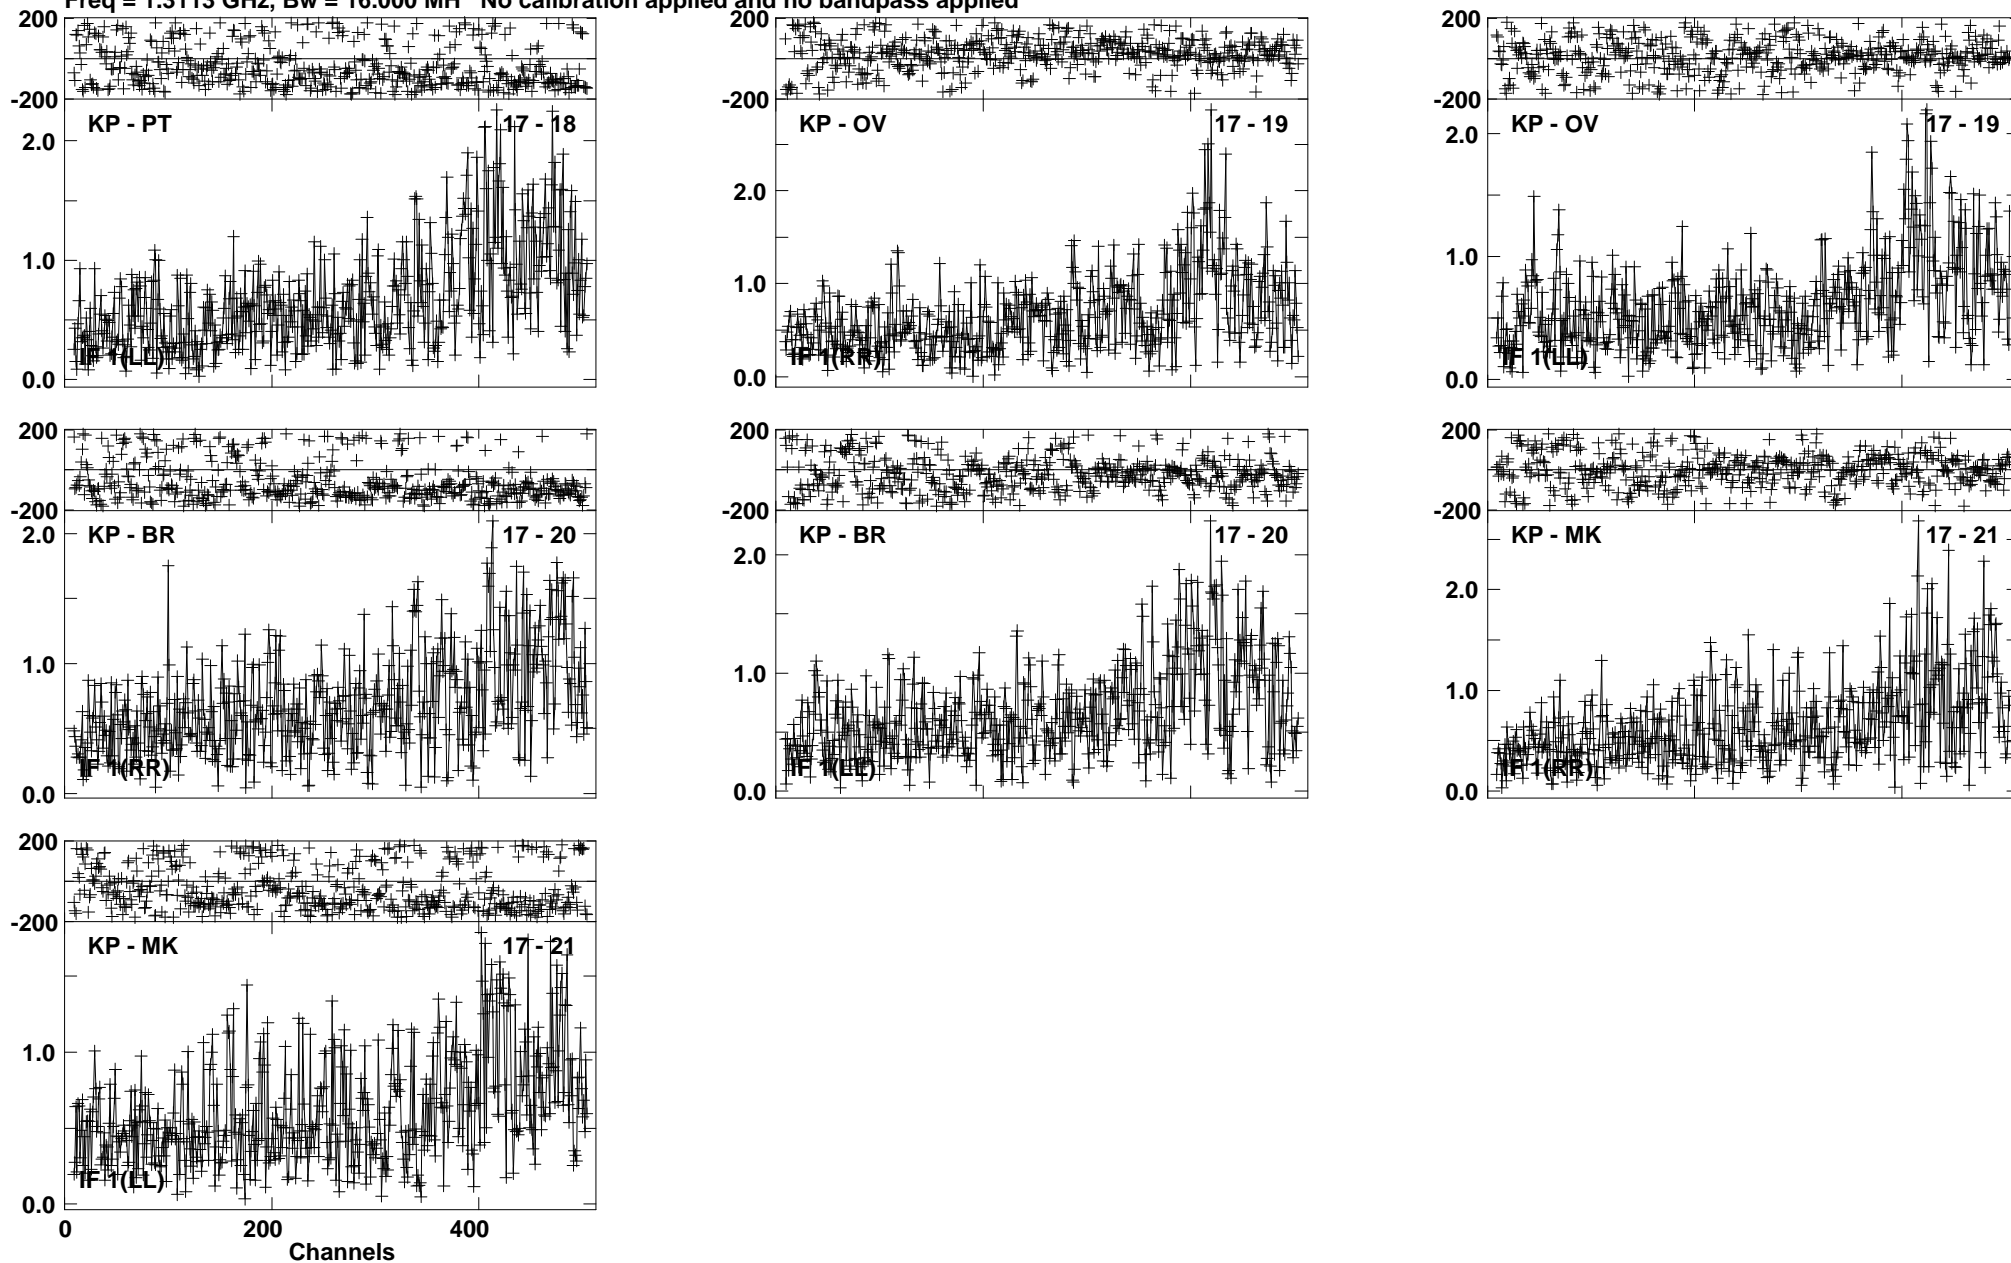 Freq = 1.3113 GHz, Bw = 16.000 MH No calibration applied and no bandpass applied
200
-200
KP - PT 17 - 18
2.0
1.0
0.0
IF 1(LL)
200
-200
KP - OV 17 - 19
2.0
1.0
0.0
IF 1(RR)
200
-200
KP - OV 17 - 19
2.0
1.0
0.0
IF 1(LL)
200
-200
KP - BR 17 - 20
2.0
1.0
0.0
IF 1(RR)
200
-200
KP - BR 17 - 20
2.0
1.0
0.0
IF 1(LL)
200
-200
KP - MK 17 - 21
2.0
1.0
0.0
IF 1(RR)
200
-200
KP - MK 17 - 21
1.0
0.0
IF 1(LL)
0 200 400
Channels